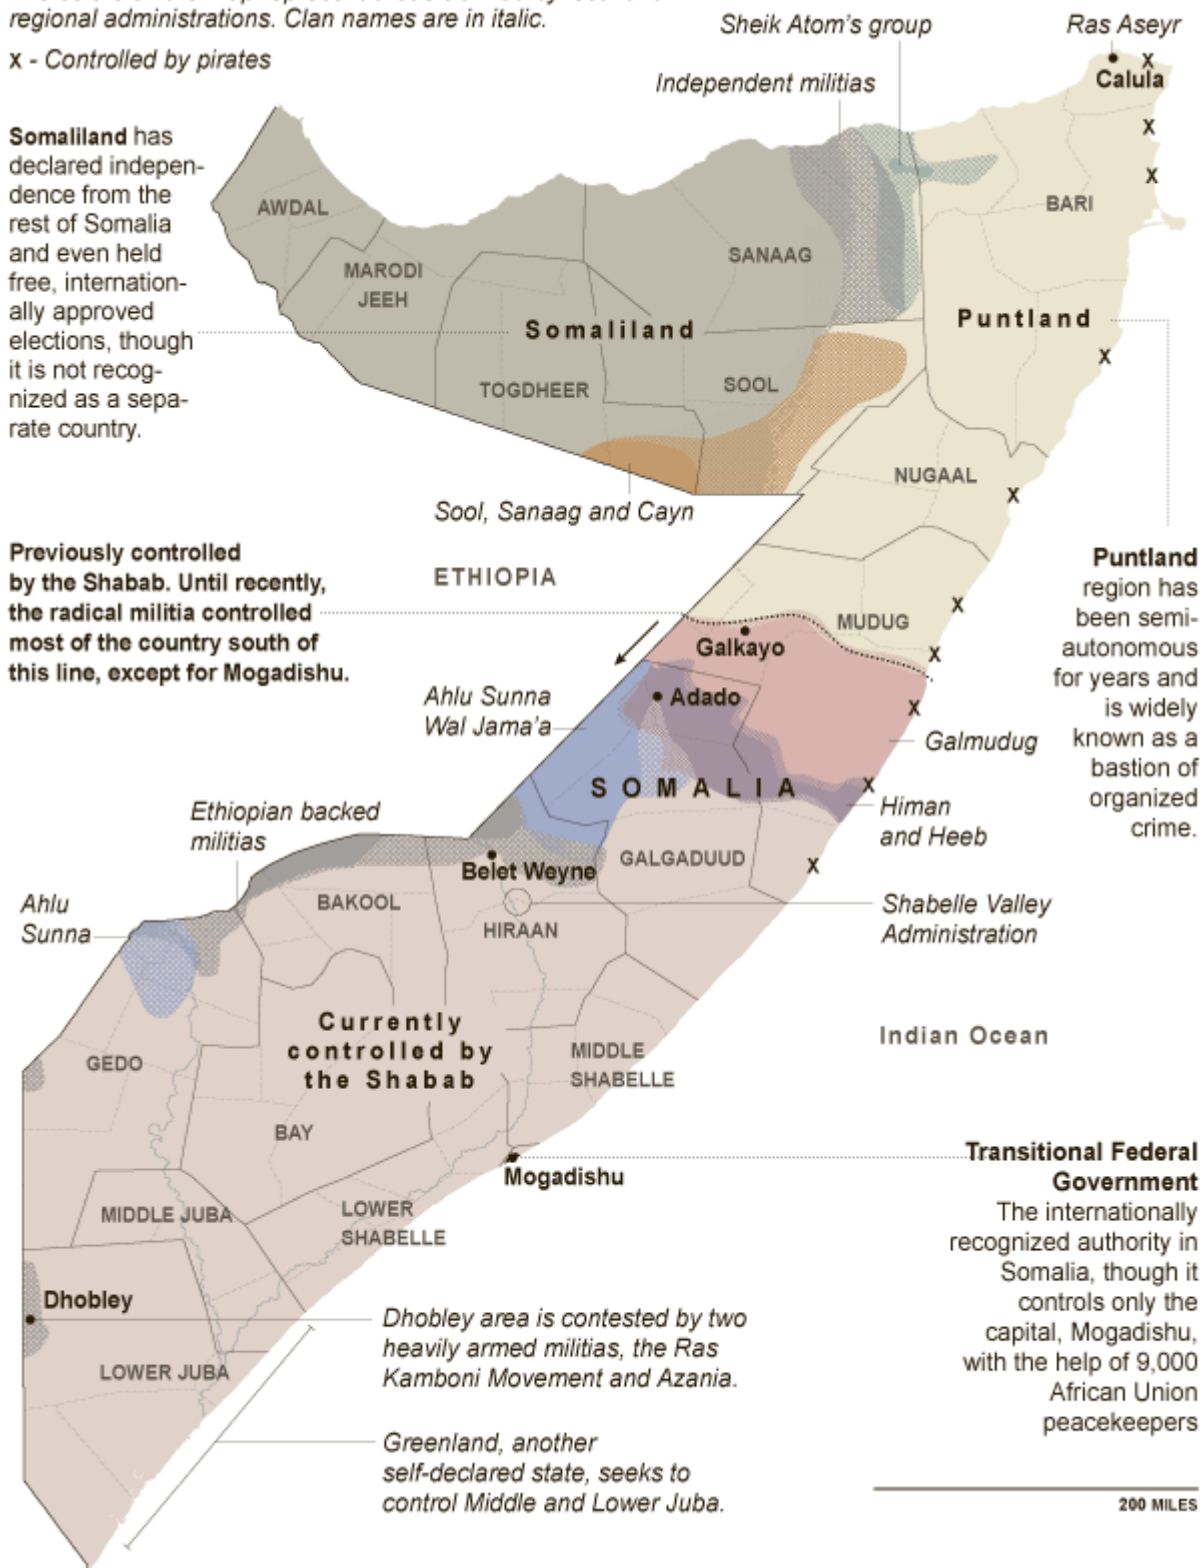 regional administrations. Clan names are in italic.
x - Controlled by pirates
Sheik Atom's group
Ras Aseyr
Independent militias
x
Calula
x
x
Somaliland has
declared indepen-
dence from the
rest of Somalia
and even held
free, internation-
ally approved
elections, though
it is not recog-
nized as a sepa-
rate country.
AWDAL
MARODI
JEEH
SANAAG
BARI
Somaliland
Puntland
TOGDHEER
SOOL
x
NUGAAL
x
Sool, Sanaag and Cayn
Previously controlled
by the Shabab. Until recently,
the radical militia controlled
most of the country south of
this line, except for Mogadishu.
ETHIOPIA
Puntland
region has
been semi-
autonomous
for years and
is widely
known as a
bastion of
organized
crime.
x
MUDUG
Galkayo
x
Ahlu Sunna
Wal Jama'a
Adado
x
Galmudug
SOMALIA
x
Himan
and Heeb
Ethiopian backed
militias
GALGADUUD
x
Belet Weyne
Ahlu
Sunna
BAKOOL
HIRAAN
Shabelle Valley
Administration
Currently
controlled by
the Shabab
Indian Ocean
GEDO
MIDDLE
SHABELLE
BAY
Mogadishu
Transitional Federal
Government
The internationally
recognized authority in
Somalia, though it
controls only the
capital, Mogadishu,
with the help of 9,000
African Union
peacekeepers
MIDDLE JUBA
LOWER
SHABELLE
Dhobley
LOWER JUBA
Dhobley area is contested by two
heavily armed militias, the Ras
Kamboni Movement and Azania.
Greenland, another
self-declared state, seeks to
control Middle and Lower Juba.
200 MILES